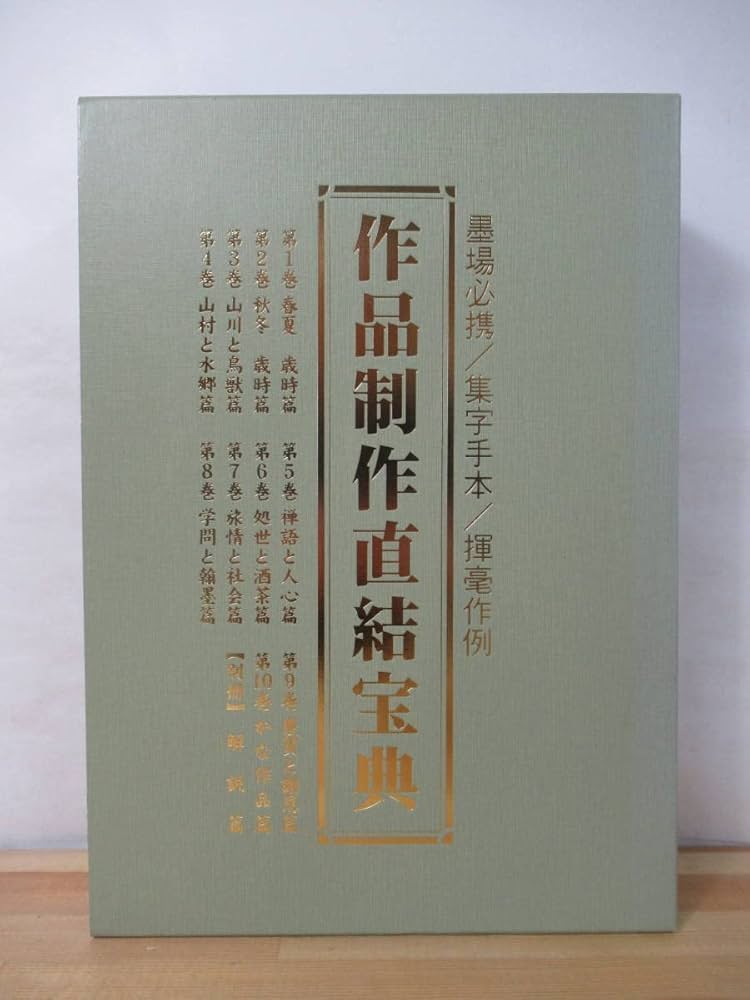 墨場必携/集字手本/揮毫作例
作品制作直結宝典
第1巻 春夏 歳時篇
第2巻 秋冬 歳時篇
第3巻 山川と鳥獣篇
第4巻 山村と水郷篇
第5巻 禅語と人心篇
第6巻 処世と酒茶篇
第7巻 旅情と社会篇
第8巻 学問と翰墨篇
第9巻
第10巻 かな作品篇
【別冊】 解説篇